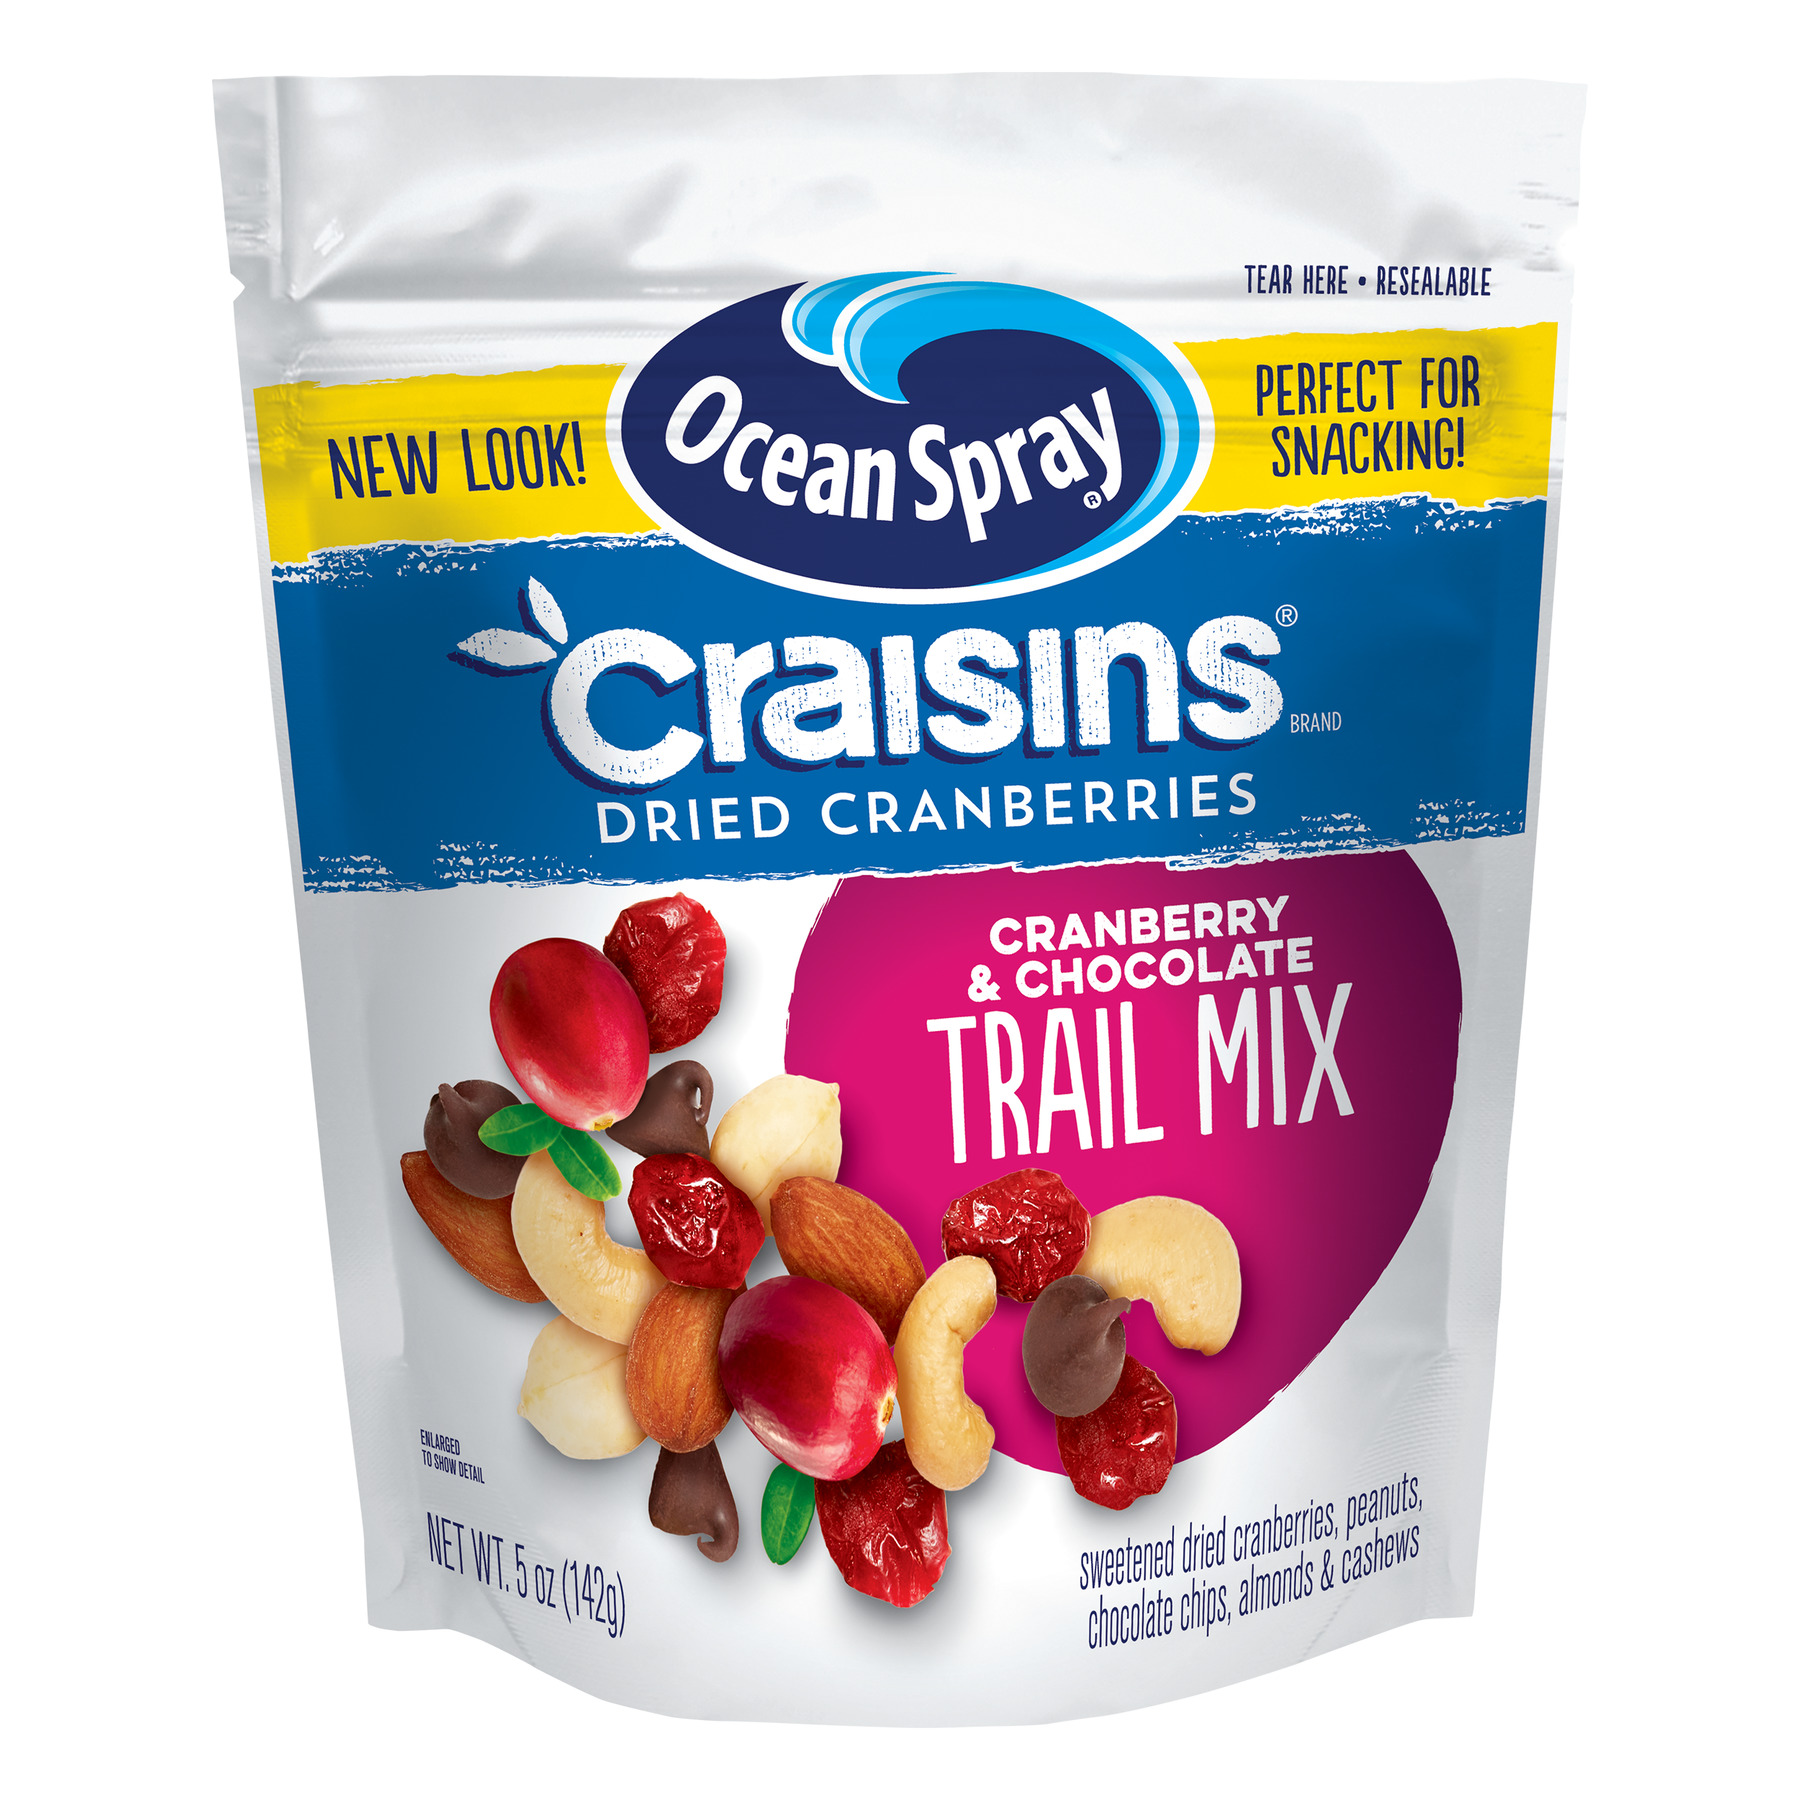 TEAR HERE • RESEALABLE
NEW LOOK!
Ocean Spray®
PERFECT FOR
SNACKING!
craisins®
BRAND
DRIED CRANBERRIES
CRANBERRY
& CHOCOLATE
TRAIL MIX
ENLARGED
TO SHOW DETAIL
NET WT. 5 oz (142g)
sweetened dried cranberries, peanuts,
chocolate chips, almonds & cashews